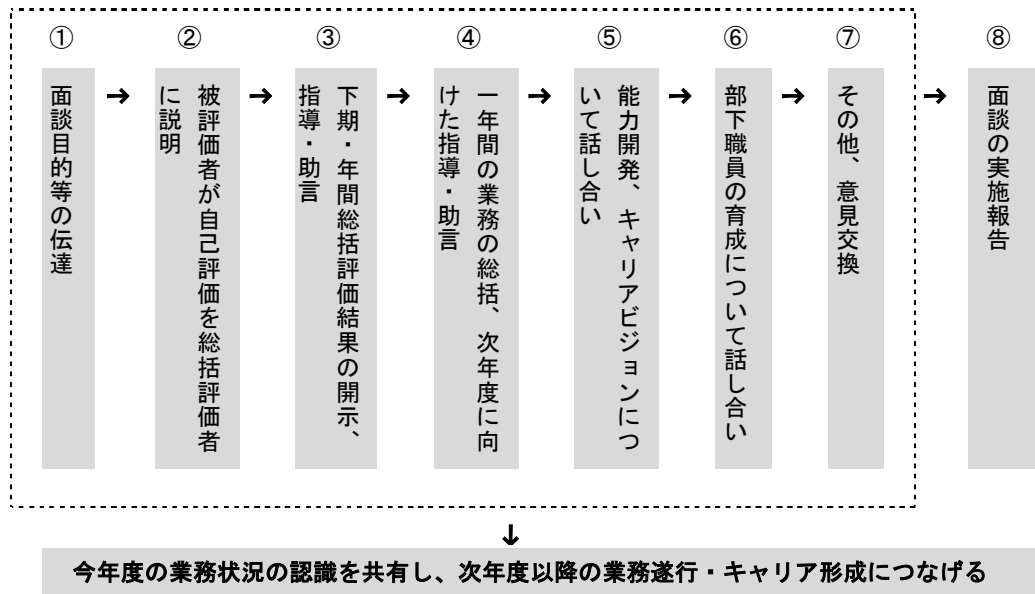 ①
面談目的等の伝達
→
②
被評価者が自己評価を総括評価者
に説明
→
③
下期・年間総括評価結果の開示、
指導・助言
→
④
一年間の業務の総括、次年度に向
けた指導・助言
→
⑤
能力開発、キャリアビジョンにつ
いて話し合い
→
⑥
部下職員の育成について話し合い
→
⑦
その他、意見交換
→
⑧
面談の実施報告
↓
今年度の業務状況の認識を共有し、次年度以降の業務遂行・キャリア形成につなげる